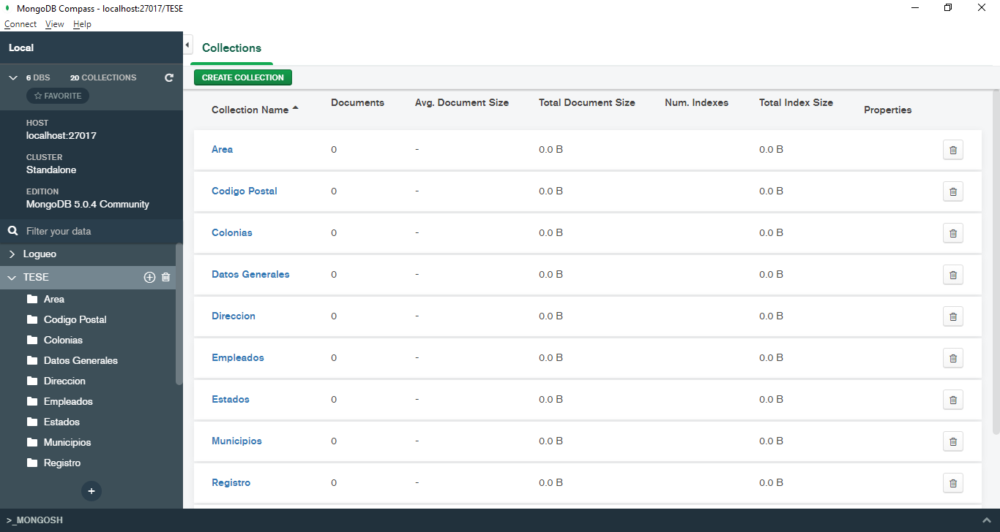 MongoDB Compass - localhost:27017/TESE
Connect View Help
Local
6 DBS 20 COLLECTIONS
FAVORITE
HOST
localhost:27017
CLUSTER
Standalone
EDITION
MongoDB 5.0.4 Community
Filter your data
Logueo
TESE
Area
Codigo Postal
Colonias
Datos Generales
Direccion
Empleados
Estados
Municipios
Registro
+
Collections
CREATE COLLECTION
Collection Name Documents Avg. Document Size Total Document Size Num. Indexes Total Index Size Properties
Area 0 - 0.0 B 0.0 B
Codigo Postal 0 - 0.0 B 0.0 B
Colonias 0 - 0.0 B 0.0 B
Datos Generales 0 - 0.0 B 0.0 B
Direccion 0 - 0.0 B 0.0 B
Empleados 0 - 0.0 B 0.0 B
Estados 0 - 0.0 B 0.0 B
Municipios 0 - 0.0 B 0.0 B
Registro 0 - 0.0 B 0.0 B
>_MONGOSH